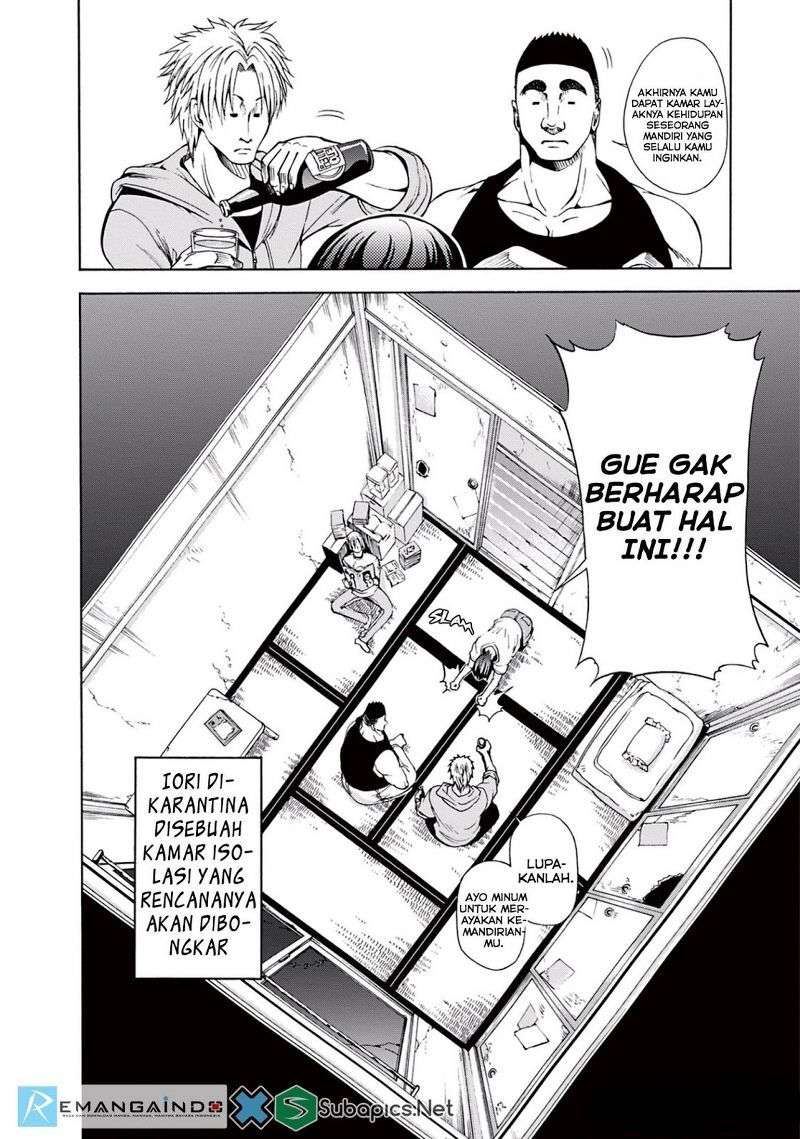 AKHIRNYA KAMU
DAPAT KAMAR LAY-
AKNYA KEHIDUPAN
SESEORANG
MANDIRI YANG
SELALU KAMU
INGINKAN.
GUE GAK
BERHARAP
BUAT HAL
INI!!!
SLAM
IORI DI-
KARANTINA
DISEBUAH
KAMAR ISO-
LASI YANG
RENCANANYA
AKAN DIBO-
NGKAR
LUPA-
KANLAH.
AYO MINUM
UNTUK MER-
AYAKAN KE-
MANDIRIAN-
MU.
REMANGAINDO
Subapics.Net